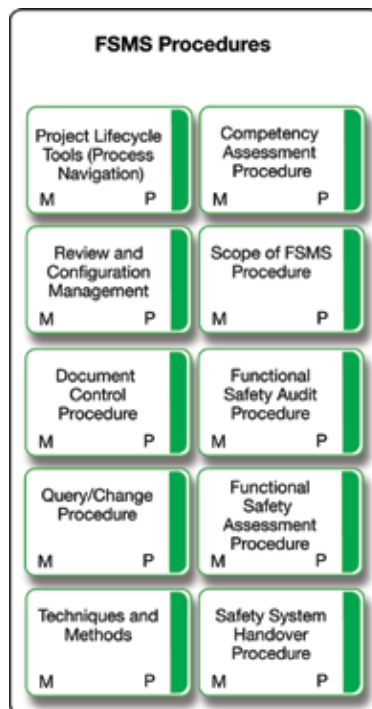 FSMS Procedures
Project Lifecycle
Tools (Process
Navigation)
M P
Competency
Assessment
Procedure
M P
Review and
Configuration
Management
M P
Scope of FSMS
Procedure
M P
Document
Control
Procedure
M P
Functional
Safety Audit
Procedure
M P
Query/Change
Procedure
M P
Functional
Safety
Assessment
Procedure
M P
Techniques and
Methods
M P
Safety System
Handover
Procedure
M P